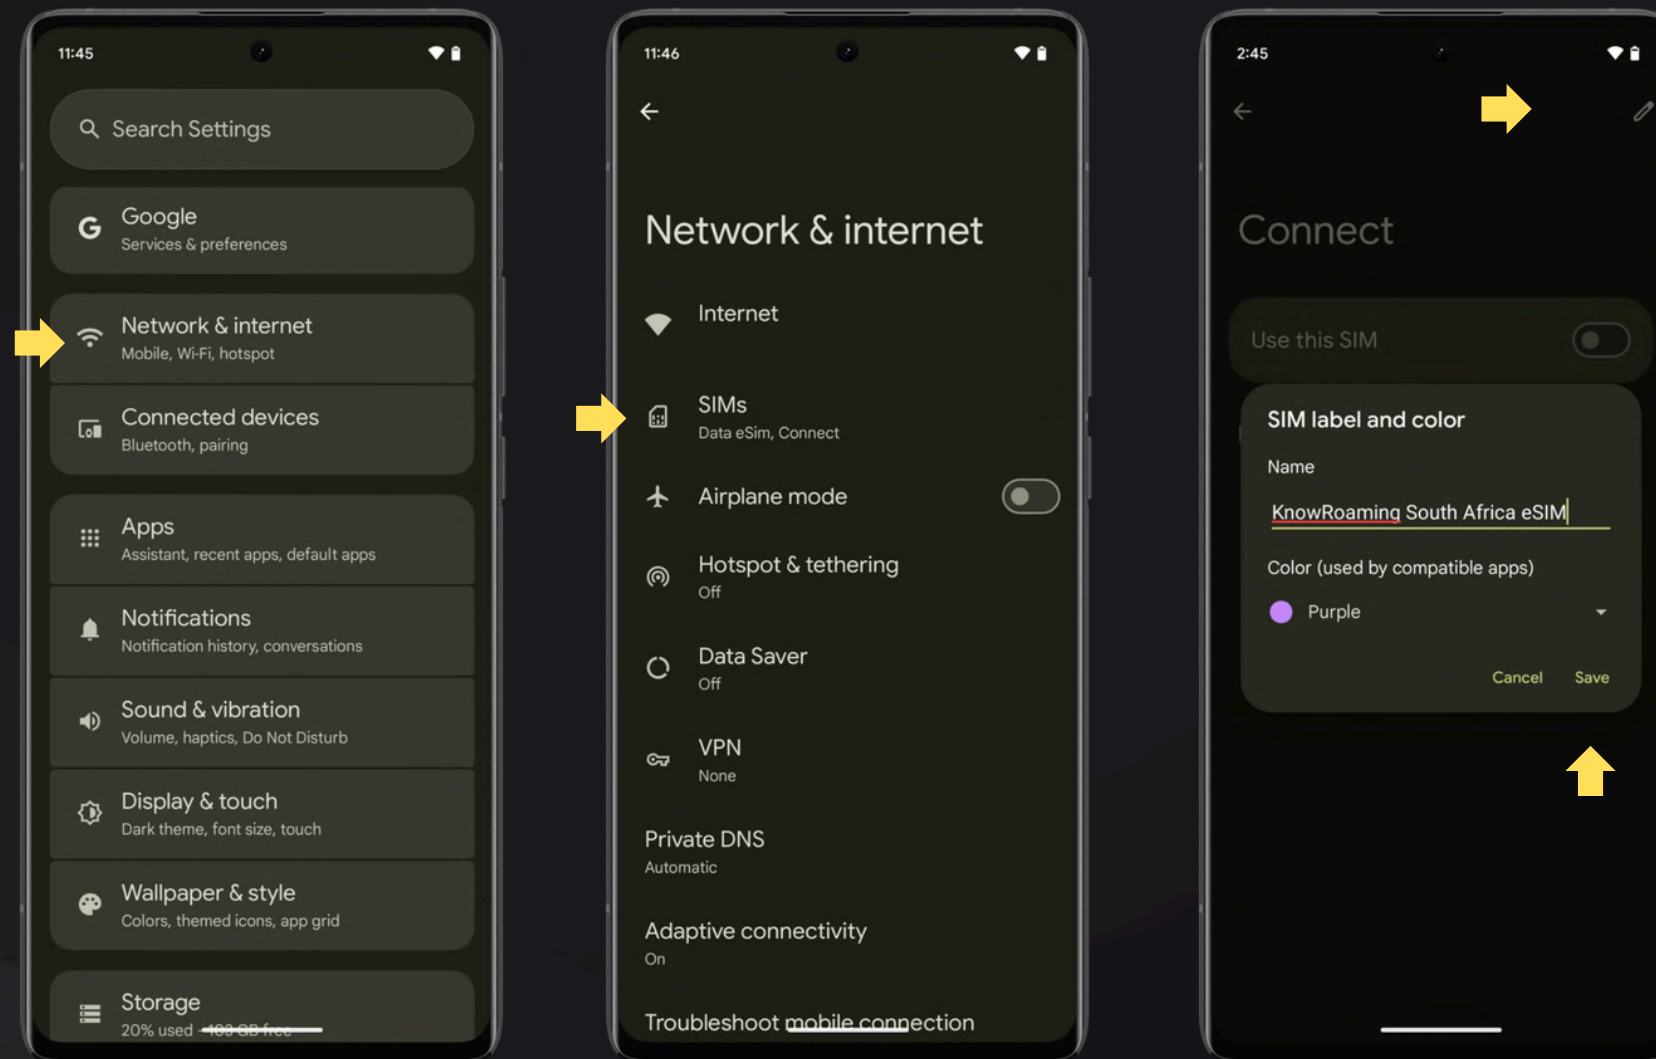 11:45
Search Settings
Google
Services & preferences
Network & internet
Mobile, Wi-Fi, hotspot
Connected devices
Bluetooth, pairing
Apps
Assistant, recent apps, default apps
Notifications
Notification history, conversations
Sound & vibration
Volume, haptics, Do Not Disturb
Display & touch
Dark theme, font size, touch
Wallpaper & style
Colors, themed icons, app grid
Storage
20% used - 103 GB free
11:46
Network & internet
Internet
SIMs
Data eSim, Connect
Airplane mode
Hotspot & tethering
Off
Data Saver
Off
VPN
None
Private DNS
Automatic
Adaptive connectivity
On
Troubleshoot mobile connection
2:45
Connect
Use this SIM
SIM label and color
Name
KnowRoaming South Africa eSIM
Color (used by compatible apps)
Purple
Cancel Save